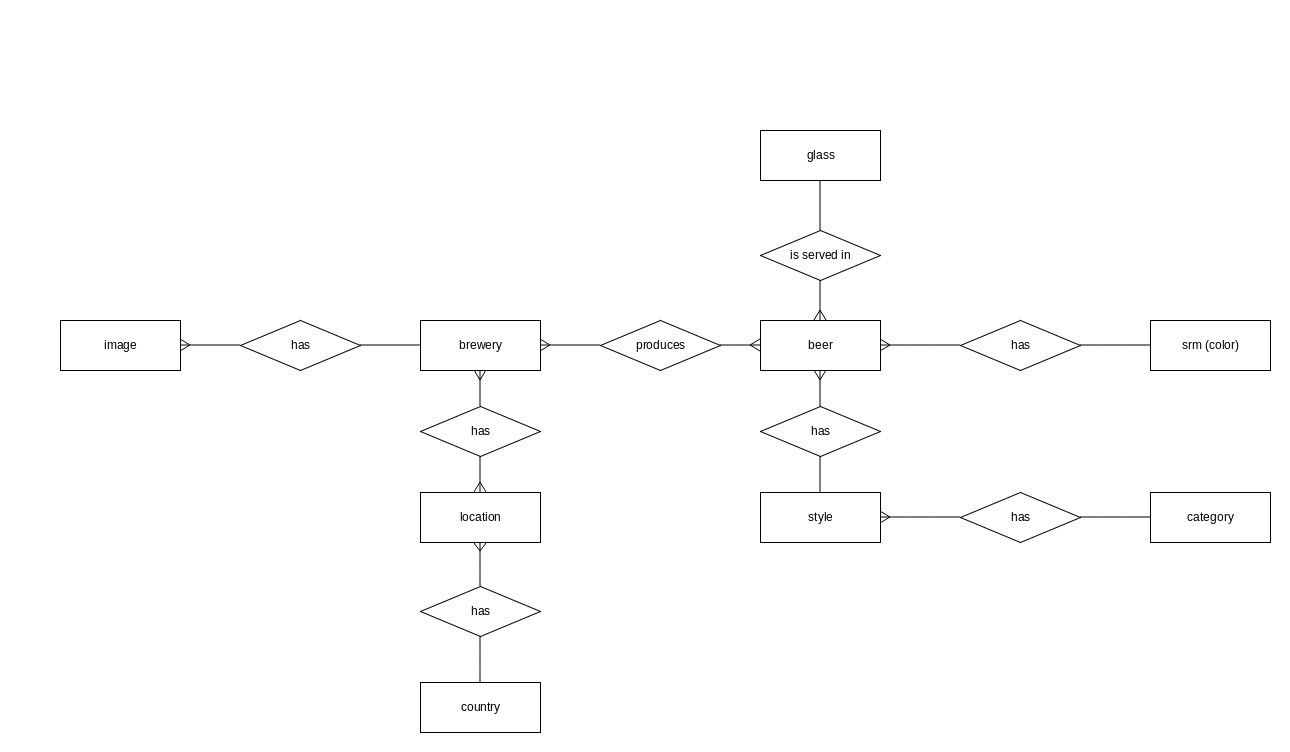 glass
is served in
image
has
brewery
produces
beer
has
srm (color)
has
has
location
style
has
category
has
country